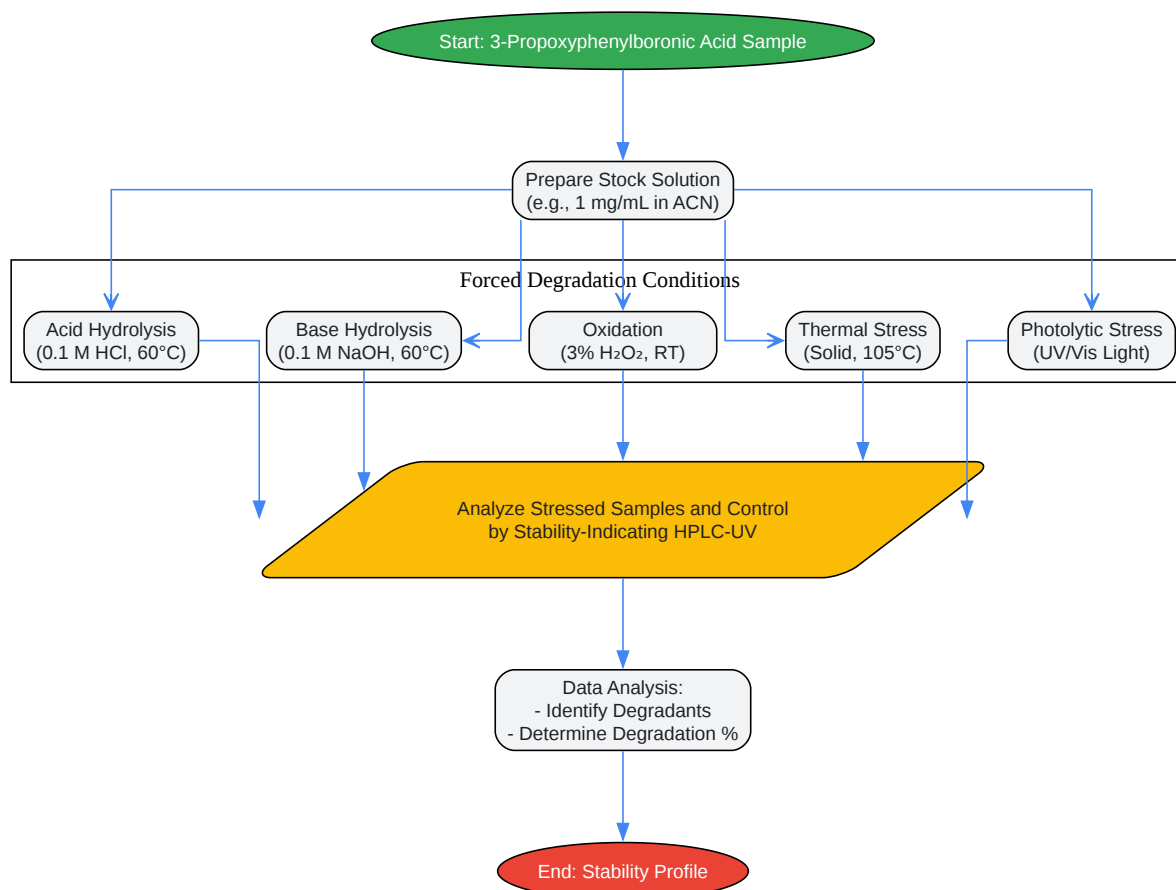 Start: 3-Propoxyphenylboronic Acid Sample
Prepare Stock Solution
(e.g., 1 mg/mL in ACN)
Forced Degradation Conditions
Acid Hydrolysis
(0.1 M HCl, 60°C)
Base Hydrolysis
(0.1 M NaOH, 60°C)
Oxidation
(3% H₂O₂, RT)
Thermal Stress
(Solid, 105°C)
Photolytic Stress
(UV/Vis Light)
Analyze Stressed Samples and Control
by Stability-Indicating HPLC-UV
Data Analysis:
- Identify Degradants
- Determine Degradation %
End: Stability Profile